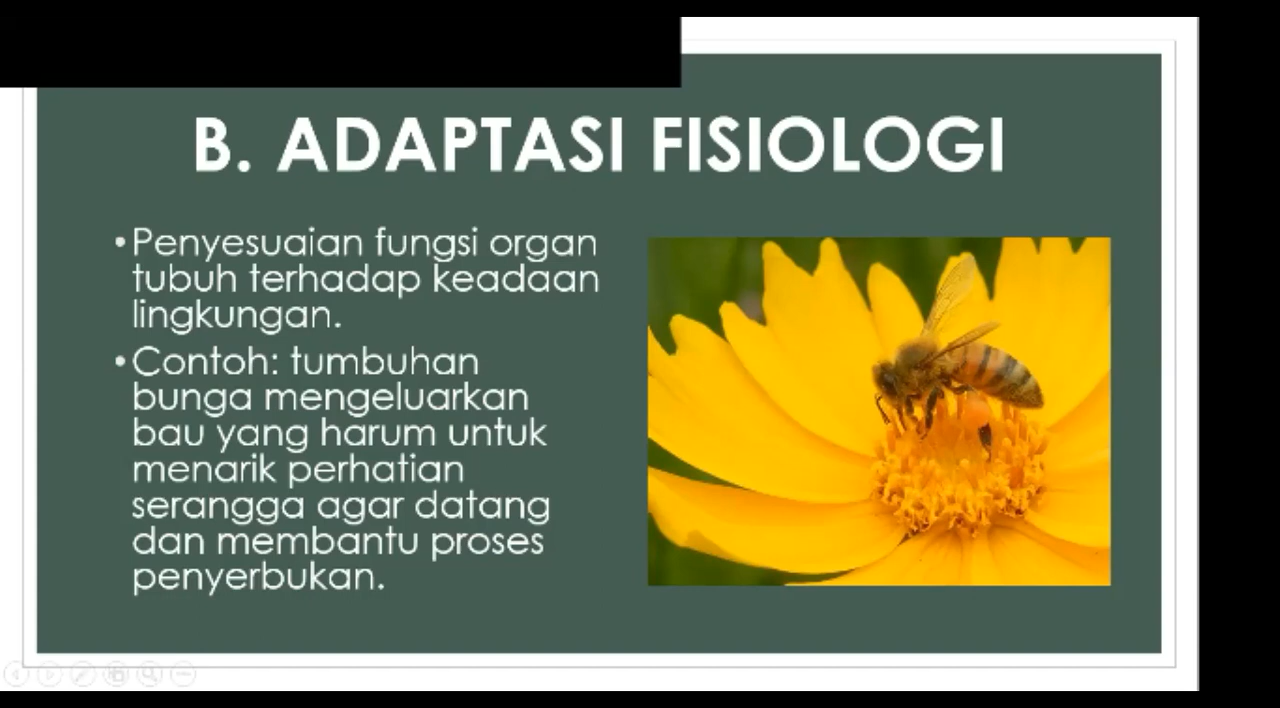 B. ADAPTASI FISIOLOGI
•Penyesuaian fungsi organ
tubuh terhadap keadaan
lingkungan.
•Contoh: tumbuhan
bunga mengeluarkan
bau yang harum untuk
menarik perhatian
serangga agar datang
dan membantu proses
penyerbukan.